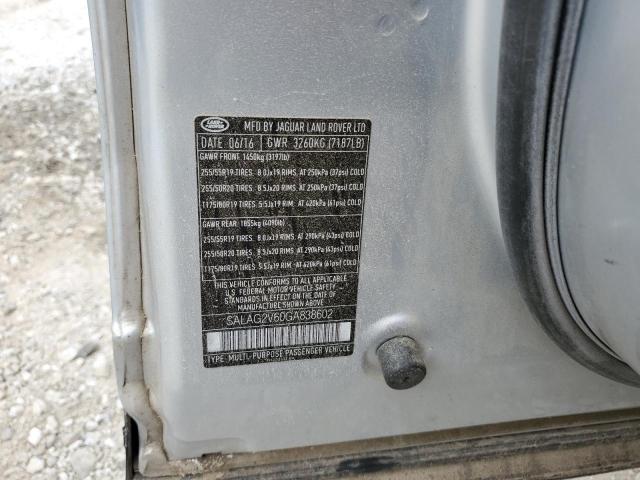 LAND ROVER
MFD BY JAGUAR LAND ROVER LTD
DATE 06/16 GWR 3260KG (7187LB)
GAWR FRONT 1450kg (3197lb)
255/55R19 TIRES. 8.0Jx19 RIMS. AT 250kPa (37psi) COLD
255/50R20 TIRES. 8.5Jx20 RIMS. AT 250kPa (37psi) COLD
T175/80R19 TIRES 5.5Jx19 RIM. AT 420kPa (61psi) COLD
GAWR REAR: 1855kg (4090lb)
255/55R19 TIRES. 8.0Jx19 RIMS: AT 290kPa (43psi) COLD
255/50R20 TIRES. 8.5Jx20 RIMS: AT 290kPa (43psi) COLD
T175/80R19 TIRES 5.5Jx19 RIM AT 420kPa (61psi) COLD
THIS VEHICLE CONFORMS TO ALL APPLICABLE
U.S. FEDERAL MOTOR VEHICLE SAFETY
STANDARDS IN EFFECT ON THE DATE OF
MANUFACTURE SHOWN ABOVE
SALAG2V60GA838602
TYPE: MULTI-PURPOSE PASSENGER VEHICLE